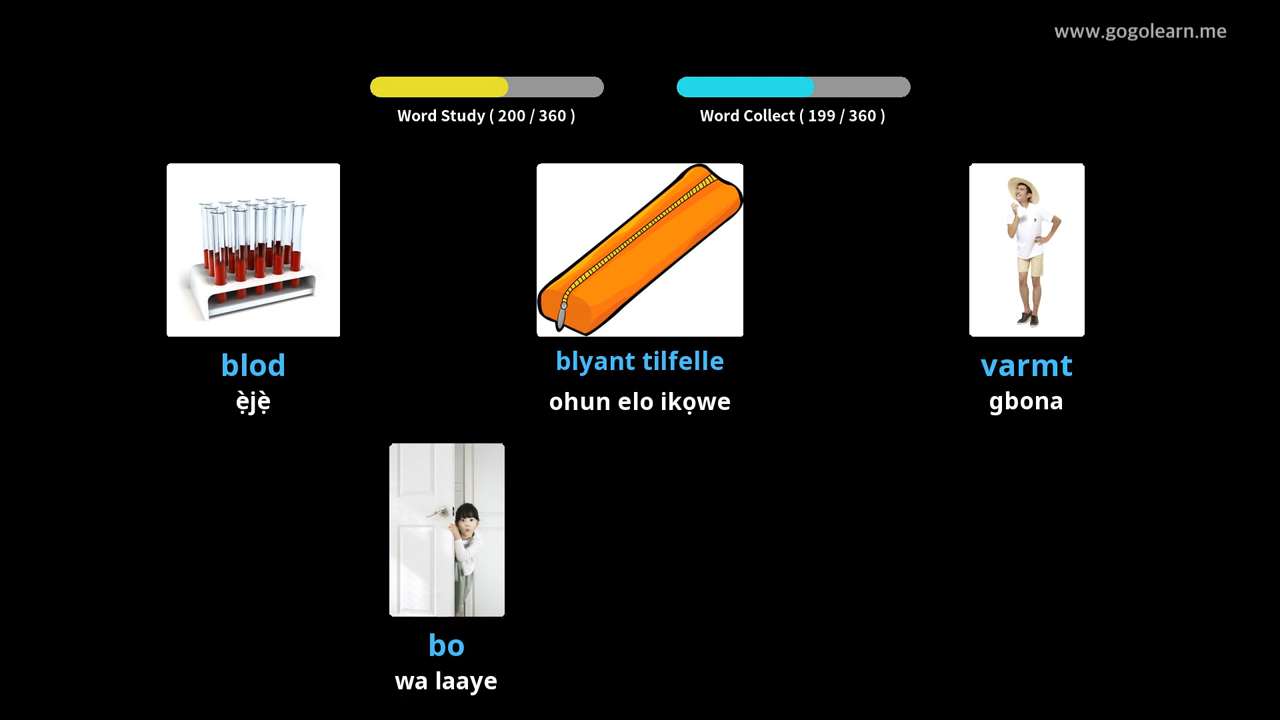 www.gogolearn.me
Word Study ( 200 / 360 )
Word Collect ( 199 / 360 )
blod
ẹ̀jẹ̀
blyant tilfelle
ohun elo ikọwe
varmt
gbona
bo
wa laaye